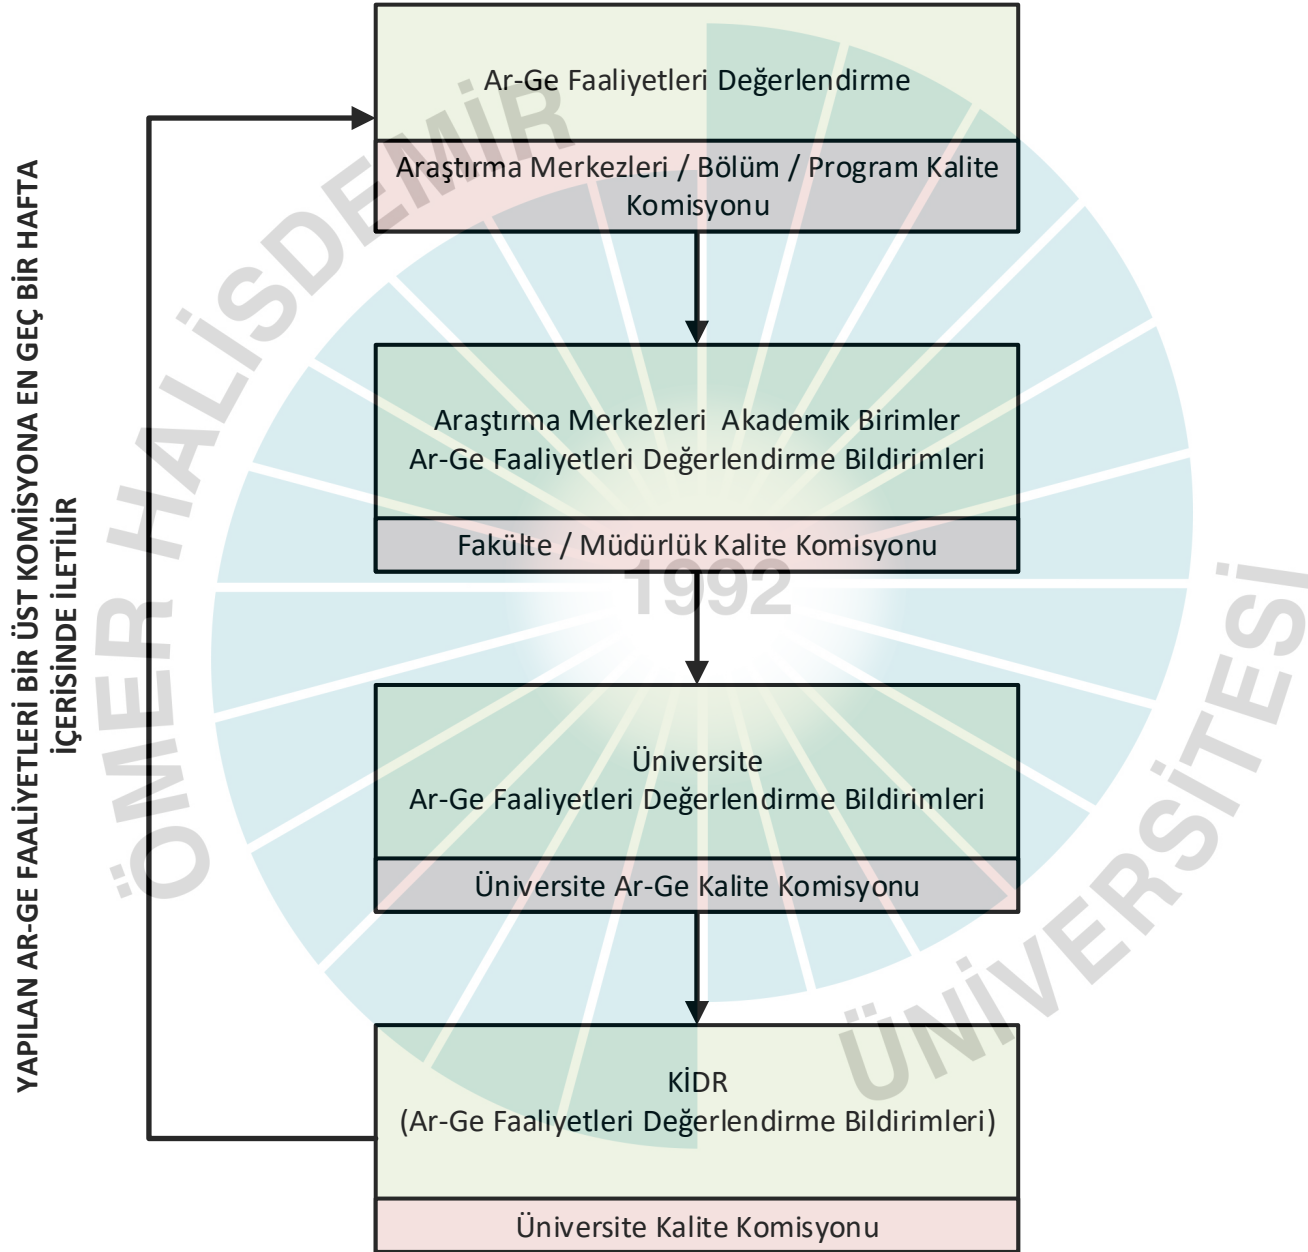 Ar-Ge Faaliyetleri Değerlendirme
Araştırma Merkezleri / Bölüm / Program Kalite
Komisyonu
YAPILAN AR-GE FAALİYETLERİ BİR ÜST KOMİSYONA EN GEÇ BİR HAFTA
İÇERİSİNDE İLETİLİR
Araştırma Merkezleri Akademik Birimler
Ar-Ge Faaliyetleri Değerlendirme Bildirimleri
Fakülte / Müdürlük Kalite Komisyonu
Üniversite
Ar-Ge Faaliyetleri Değerlendirme Bildirimleri
Üniversite Ar-Ge Kalite Komisyonu
KİDR
(Ar-Ge Faaliyetleri Değerlendirme Bildirimleri)
Üniversite Kalite Komisyonu
ÖMER HALİSDEMİR
1992
ÜNİVERSİTESİ